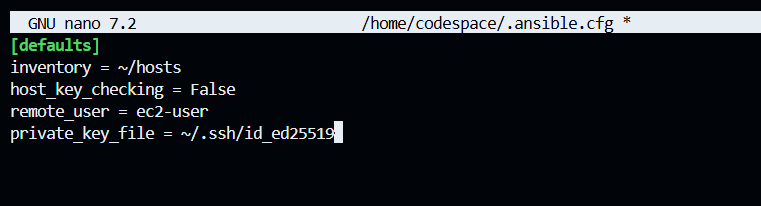 GNU nano 7.2 /home/codespace/.ansible.cfg *
[defaults]
inventory = ~/hosts
host_key_checking = False
remote_user = ec2-user
private_key_file = ~/.ssh/id_ed25519